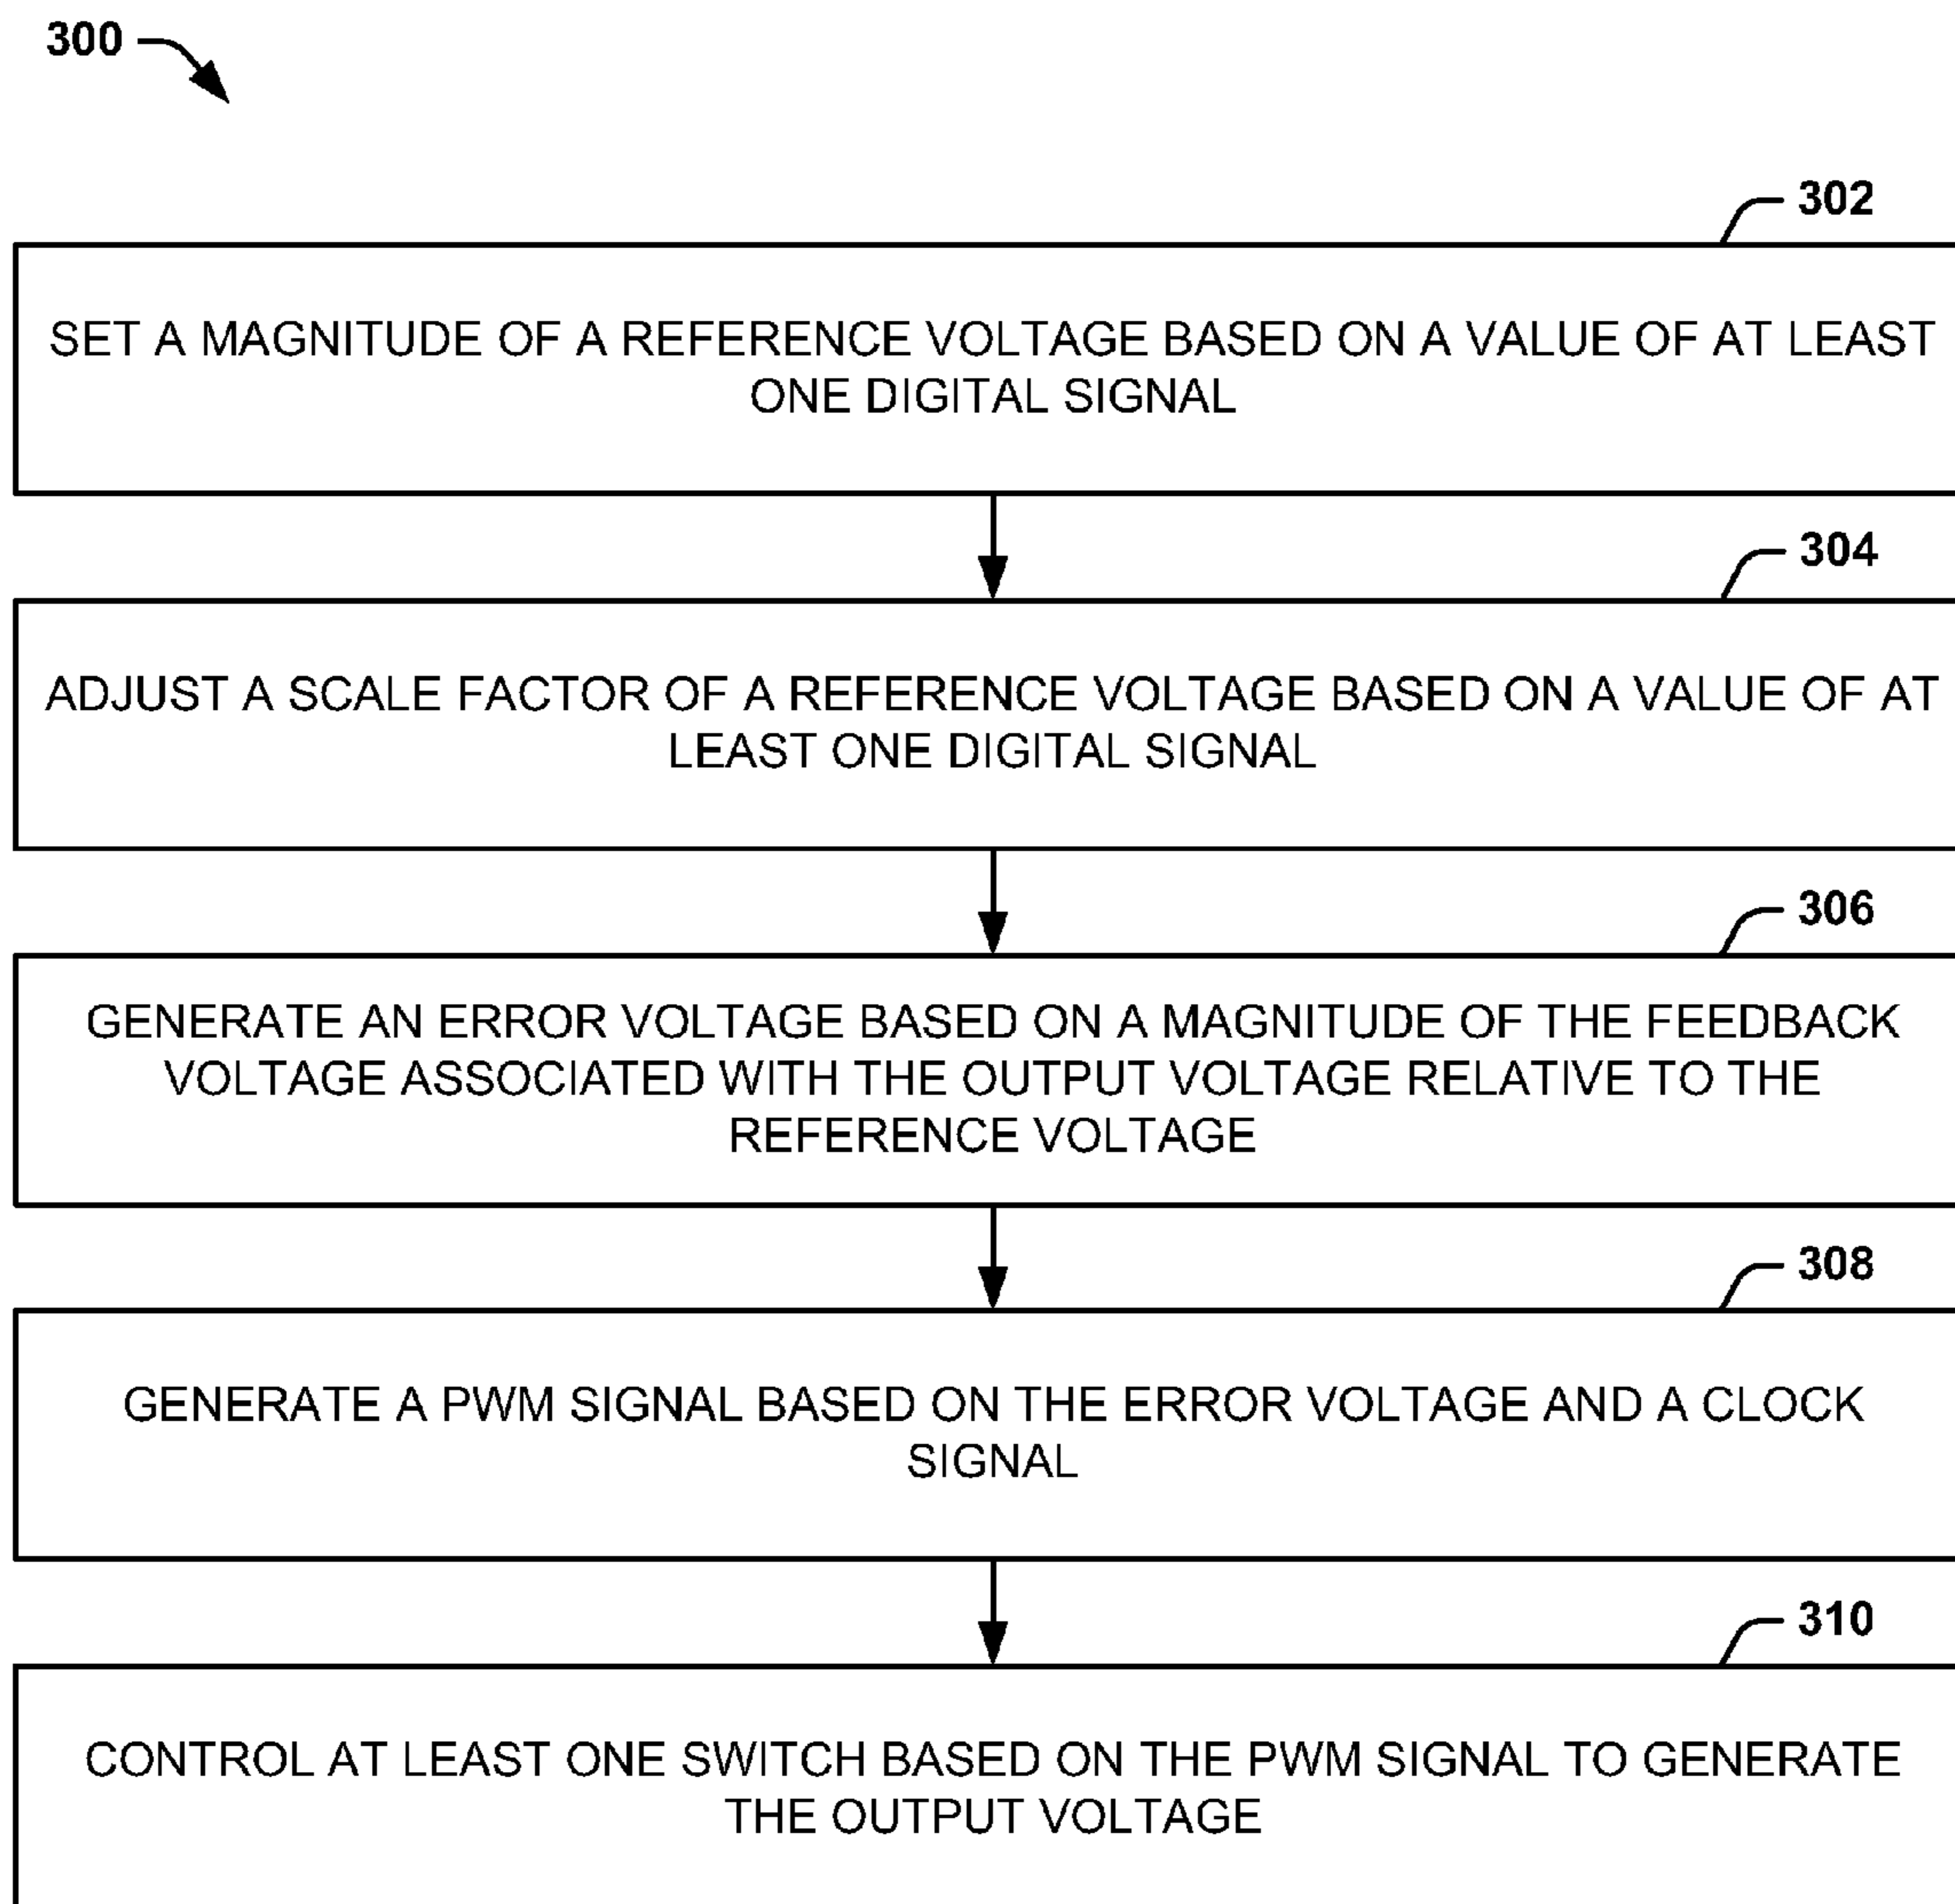 300
302
SET A MAGNITUDE OF A REFERENCE VOLTAGE BASED ON A VALUE OF AT LEAST
ONE DIGITAL SIGNAL
304
ADJUST A SCALE FACTOR OF A REFERENCE VOLTAGE BASED ON A VALUE OF AT
LEAST ONE DIGITAL SIGNAL
306
GENERATE AN ERROR VOLTAGE BASED ON A MAGNITUDE OF THE FEEDBACK
VOLTAGE ASSOCIATED WITH THE OUTPUT VOLTAGE RELATIVE TO THE
REFERENCE VOLTAGE
308
GENERATE A PWM SIGNAL BASED ON THE ERROR VOLTAGE AND A CLOCK
SIGNAL
310
CONTROL AT LEAST ONE SWITCH BASED ON THE PWM SIGNAL TO GENERATE
THE OUTPUT VOLTAGE